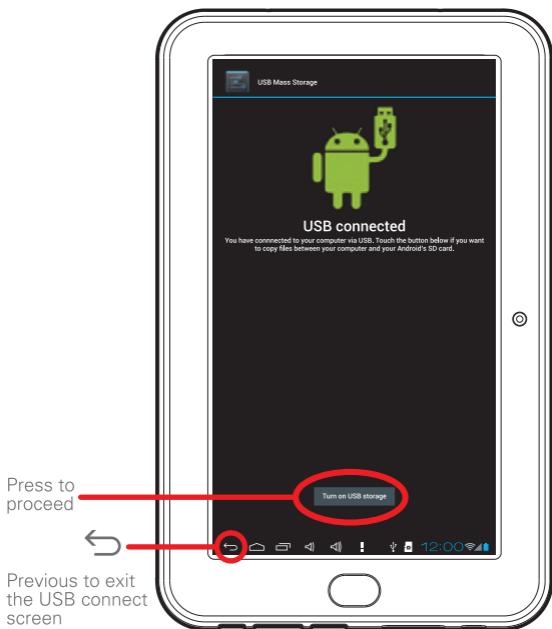 USB Mass Storage
USB connected
You have connnected to your computer via USB. Touch the button below if you want
to copy files between your computer and your Android's SD card.
Press to
proceed
Turn on USB storage
12:00
Previous to exit
the USB connect
screen